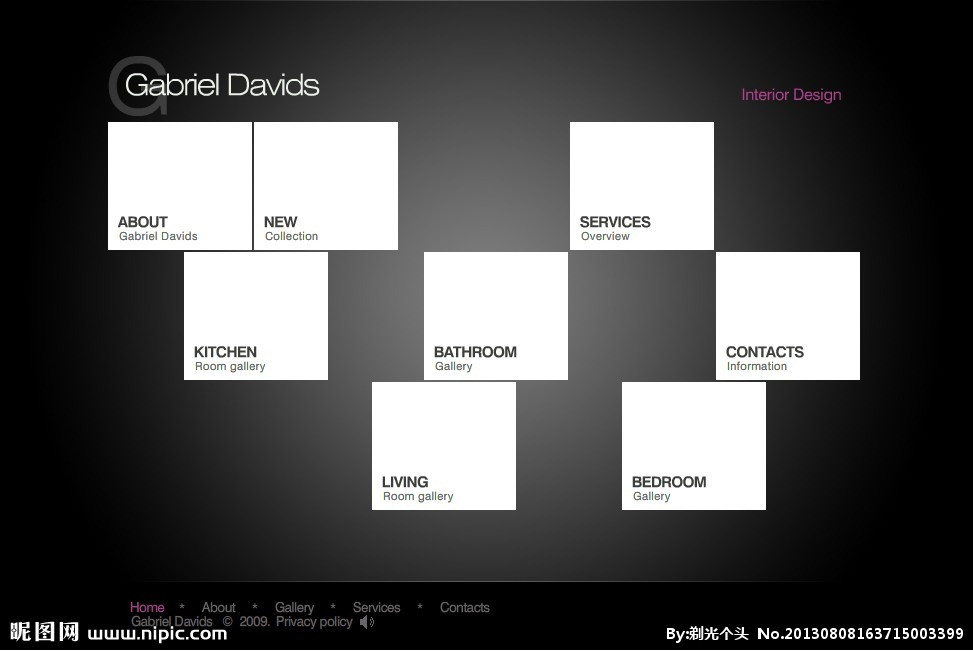 G
Gabriel Davids
Interior Design
ABOUT
Gabriel Davids
NEW
Collection
SERVICES
Overview
KITCHEN
Room gallery
BATHROOM
Gallery
CONTACTS
Information
LIVING
Room gallery
BEDROOM
Gallery
Home * About * Gallery * Services * Contacts
Gabriel Davids © 2009. Privacy policy
昵图网 www.nipic.com
By:剃光个头 No.20130808163715003399